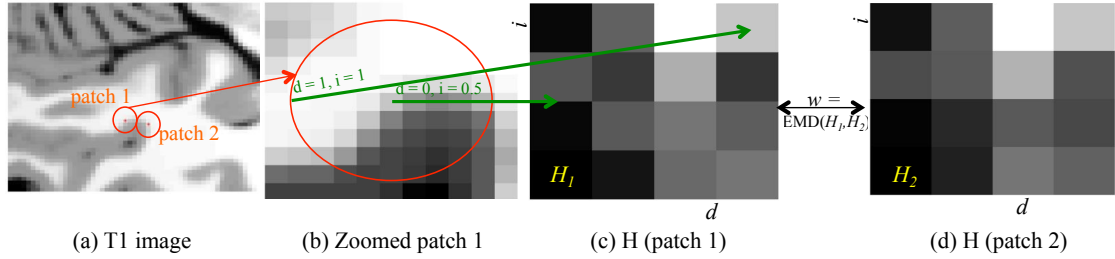 patch 1
patch 2
d = 1, i = 1
d=0, i = 0.5
i
H1
d
w =
EMD(H1,H2)
i
H2
d
(a) T1 image
(b) Zoomed patch 1
(c) H (patch 1)
(d) H (patch 2)